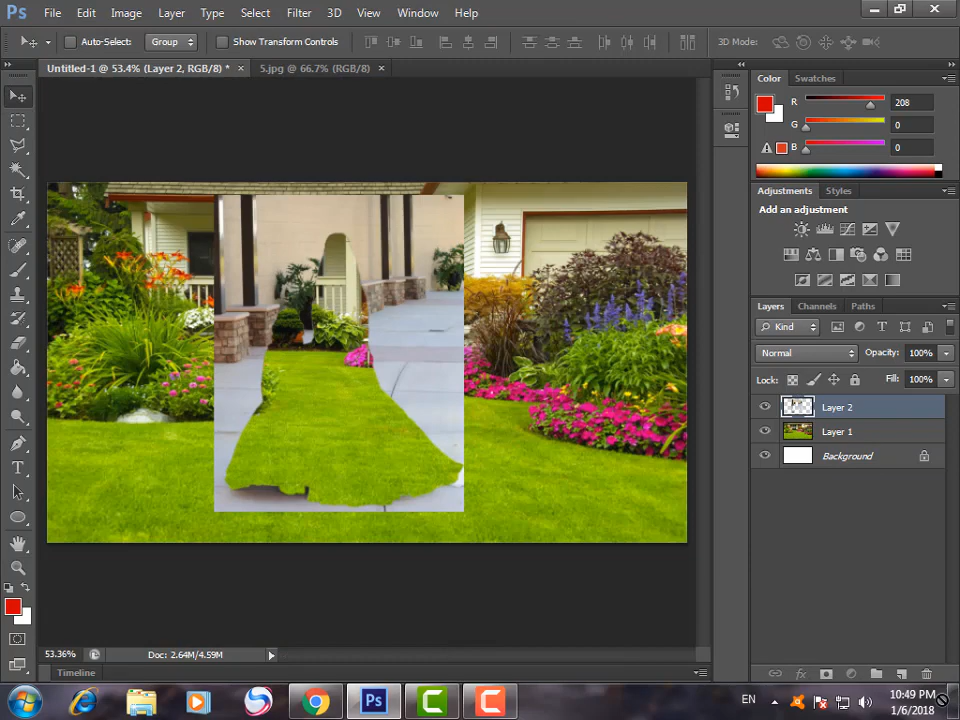 Ps File Edit Image Layer Type Select Filter 3D View Window Help
Auto-Select: Group Show Transform Controls 3D Mode:
Untitled-1 @ 53.4% (Layer 2, RGB/8) * × 5.jpg @ 66.7% (RGB/8) ×
Color Swatches
R 208
G 0
B 0
Adjustments Styles
Add an adjustment
Layers Channels Paths
Kind T
Normal Opacity: 100%
Lock: Fill: 100%
Layer 2
Layer 1
Background
53.36% Doc: 2.64M/4.59M
fx
Timeline
Ps EN 10:49 PM
1/6/2018